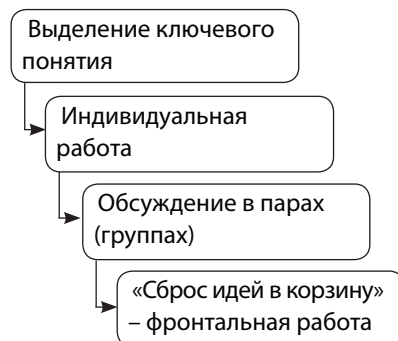 Выделение ключевого
понятия
Индивидуальная
работа
Обсуждение в парах
(группах)
«Сброс идей в корзину»
– фронтальная работа